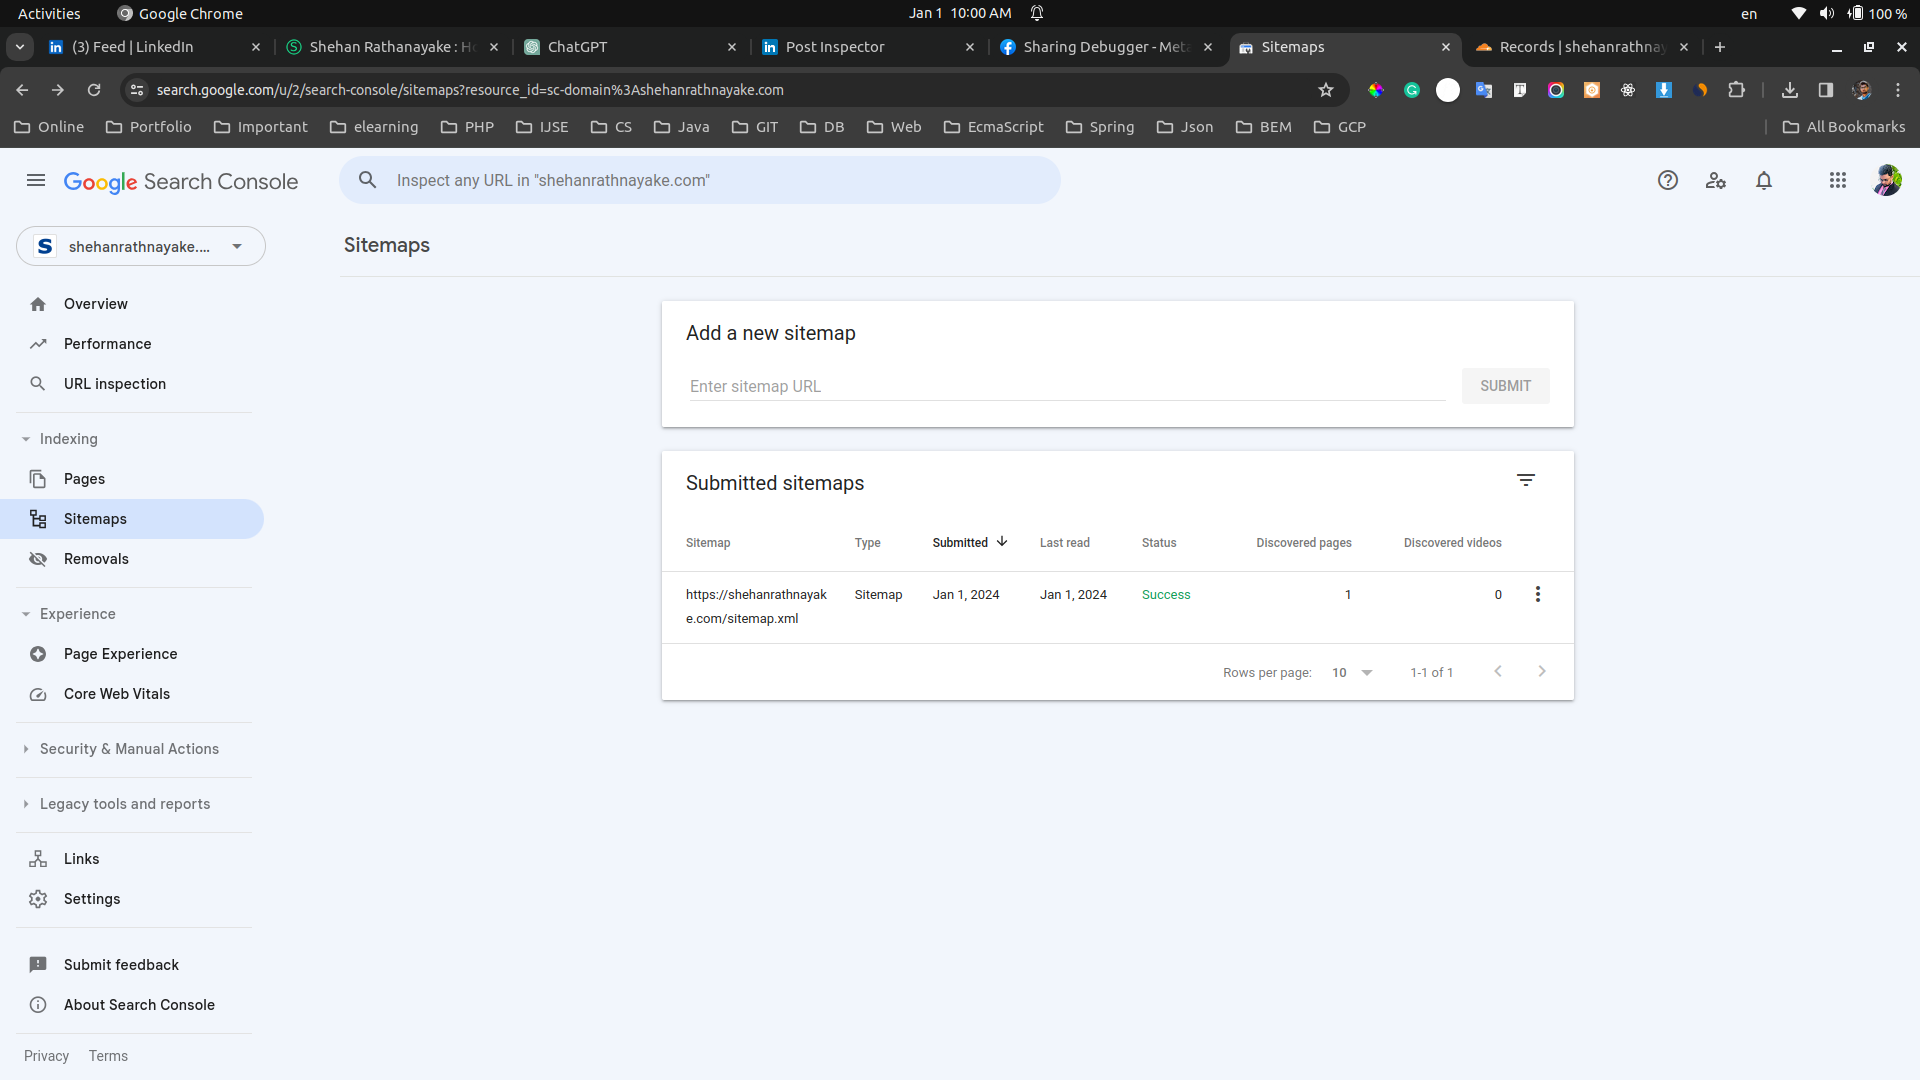 Activities
Google Chrome
Jan 1 10:00 AM
en
100 %
(3) Feed | LinkedIn
Shehan Rathanayake : H
ChatGPT
Post Inspector
Sharing Debugger - Meta
Sitemaps
Records | shehanrathnay
search.google.com/u/2/search-console/sitemaps?resource_id=sc-domain%3Ashehanrathnayake.com
Online
Portfolio
Important
elearning
PHP
IJSE
CS
Java
GIT
DB
Web
EcmaScript
Spring
Json
BEM
GCP
All Bookmarks
Google Search Console
Inspect any URL in "shehanrathnayake.com"
S
shehanrathnayake....
Sitemaps
Overview
Performance
URL inspection
Indexing
Pages
Sitemaps
Removals
Experience
Page Experience
Core Web Vitals
Security & Manual Actions
Legacy tools and reports
Links
Settings
Submit feedback
About Search Console
Privacy
Terms
Add a new sitemap
Enter sitemap URL
SUBMIT
Submitted sitemaps
Sitemap
Type
Submitted
Last read
Status
Discovered pages
Discovered videos
https://shehanrathnayak
e.com/sitemap.xml
Sitemap
Jan 1, 2024
Jan 1, 2024
Success
1
0
Rows per page:
10
1-1 of 1